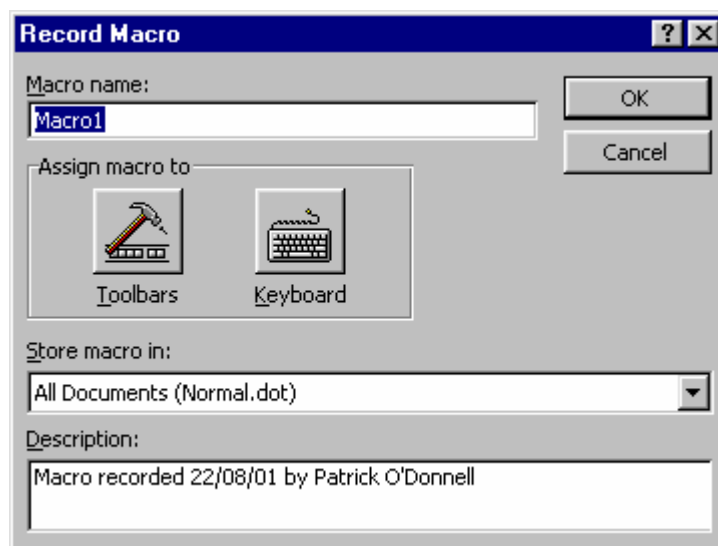 Record Macro
Macro name:
Macro1
OK
Cancel
Assign macro to
Toolbars
Keyboard
Store macro in:
All Documents (Normal.dot)
Description:
Macro recorded 22/08/01 by Patrick O'Donnell